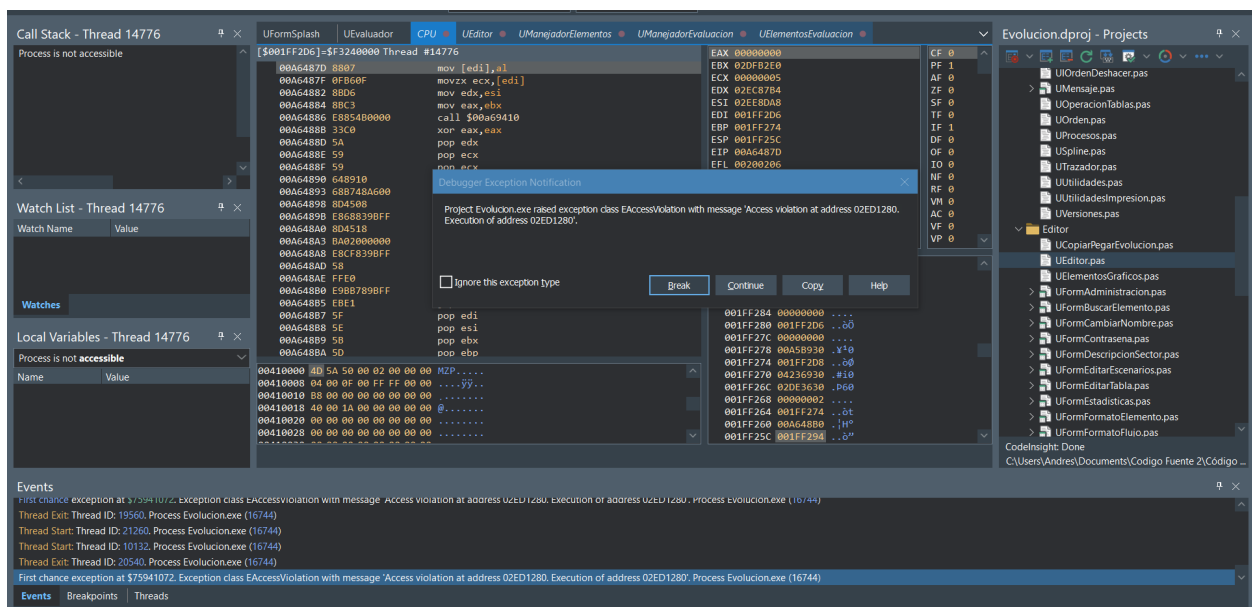 Call Stack - Thread 14776
Process is not accessible
Watch List - Thread 14776
Watch Name Value
Watches
Local Variables - Thread 14776
Process is not accessible
Name Value
UFormSplash UEvaluador CPU UEditor UManejadorElementos UManejadorEvaluacion UElementosEvaluacion
[$001FF2D6]=$F3240000 Thread #14776
00A6487D 8807 mov [edi],al
00A6487F 0FB60F movzx ecx,[edi]
00A64882 8BD6 mov edx,esi
00A64884 8BC3 mov eax,ebx
00A64886 E8854B0000 call $00a69410
00A6488B 33C0 xor eax,eax
00A6488D 5A pop edx
00A6488E 59 pop ecx
00A6488F 59 pop ecx
00A64890 648910
00A64893 68B748A600
00A64898 8D4508
00A6489B E868839BFF
00A648A0 8D4518
00A648A3 BA02000000
00A648A8 E8CF839BFF
00A648AD 58
00A648AE FFE0
00A648B0 E9BB789BFF
00A648B5 EBE1
00A648B7 5F pop edi
00A648B8 5E pop esi
00A648B9 5B pop ebx
00A648BA 5D pop ebp
EAX 00000000
EBX 02DFB2E0
ECX 00000005
EDX 02EC87B4
ESI 02EE8DA8
EDI 001FF2D6
EBP 001FF274
ESP 001FF25C
EIP 00A6487D
EFL 00200206
CF 0
PF 1
AF 0
ZF 0
SF 0
TF 0
IF 1
DF 0
OF 0
IO 0
NF 0
RF 0
VM 0
AC 0
VF 0
VP 0
Debugger Exception Notification
Project Evolucion.exe raised exception class EAccessViolation with message 'Access violation at address 02ED1280.
Execution of address 02ED1280'.
Ignore this exception type
Break Continue Copy Help
00410000 4D 5A 50 00 02 00 00 00 MZP.....
00410008 04 00 0F 00 FF FF 00 00 ....ÿÿ..
00410010 B8 00 00 00 00 00 00 00 ¸.......
00410018 40 00 1A 00 00 00 00 00 @.......
00410020 00 00 00 00 00 00 00 00 ........
00410028 00 00 00 00 00 00 00 00 ........
001FF284 00000000 ....
001FF280 001FF2D6 ..òÖ
001FF27C 00000000 ....
001FF278 00A5B930 .¥¹0
001FF274 001FF2D8 ..òØ
001FF270 04236930 .#i0
001FF26C 02DE3630 .Þ60
001FF268 00000002 ....
001FF264 001FF274 ..òt
001FF260 00A648B0 .¦H°
001FF25C 001FF294 ..ò”
Evolucion.dproj - Projects
UIOrdenDeshacer.pas
UMensaje.pas
UOperacionTablas.pas
UOrden.pas
UProcesos.pas
USpline.pas
UTrazador.pas
UUtilidades.pas
UUtilidadesImpresion.pas
UVersiones.pas
Editor
UCopiarPegarEvolucion.pas
UEditor.pas
UElementosGraficos.pas
UFormAdministracion.pas
UFormBuscarElemento.pas
UFormCambiarNombre.pas
UFormContrasena.pas
UFormDescripcionSector.pas
UFormEditarEscenarios.pas
UFormEditarTabla.pas
UFormEstadisticas.pas
UFormFormatoElemento.pas
UFormFormatoFlujo.pas
CodeInsight: Done
C:\Users\Andres\Documents\Codigo Fuente 2\Código ...
Events
First chance exception at $75941072. Exception class EAccessViolation with message 'Access violation at address 02ED1280. Execution of address 02ED1280'. Process Evolucion.exe (16744)
Thread Exit: Thread ID: 19560. Process Evolucion.exe (16744)
Thread Start: Thread ID: 21260. Process Evolucion.exe (16744)
Thread Start: Thread ID: 10132. Process Evolucion.exe (16744)
Thread Exit: Thread ID: 20540. Process Evolucion.exe (16744)
First chance exception at $75941072. Exception class EAccessViolation with message 'Access violation at address 02ED1280. Execution of address 02ED1280'. Process Evolucion.exe (16744)
Events Breakpoints Threads